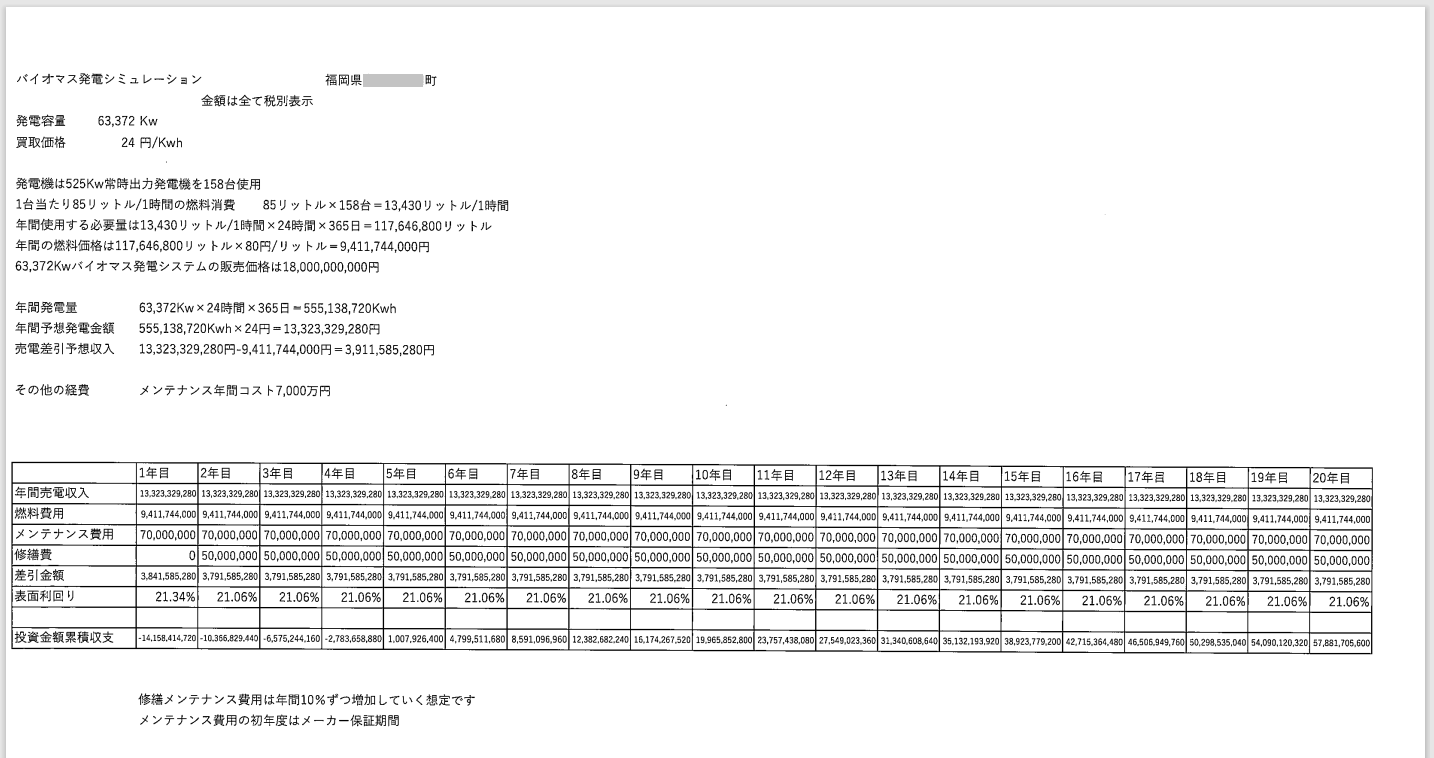 バイオマス発電シミュレーション 福岡県 町
金額は全て税別表示
発電容量 63,372 Kw
買取価格 24 円/Kwh
発電機は525Kw常時出力発電機を158台使用
1台当たり85リットル/1時間の燃料消費 85リットル×158台＝13,430リットル/1時間
年間使用する必要量は13,430リットル/1時間×24時間×365日＝117,646,800リットル
年間の燃料価格は117,646,800リットル×80円/リットル＝9,411,744,000円
63,372Kwバイオマス発電システムの販売価格は18,000,000,000円
年間発電量 63,372Kw×24時間×365日＝555,138,720Kwh
年間予想発電金額 555,138,720Kwh×24円＝13,323,329,280円
売電差引予想収入 13,323,329,280円-9,411,744,000円＝3,911,585,280円
その他の経費 メンテナンス年間コスト7,000万円
1年目 2年目 3年目 4年目 5年目 6年目 7年目 8年目 9年目 10年目 11年目 12年目 13年目 14年目 15年目 16年目 17年目 18年目 19年目 20年目
年間売電収入 13,323,329,280 13,323,329,280 13,323,329,280 13,323,329,280 13,323,329,280 13,323,329,280 13,323,329,280 13,323,329,280 13,323,329,280 13,323,329,280 13,323,329,280 13,323,329,280 13,323,329,280 13,323,329,280 13,323,329,280 13,323,329,280 13,323,329,280 13,323,329,280 13,323,329,280 13,323,329,280
燃料費用 9,411,744,000 9,411,744,000 9,411,744,000 9,411,744,000 9,411,744,000 9,411,744,000 9,411,744,000 9,411,744,000 9,411,744,000 9,411,744,000 9,411,744,000 9,411,744,000 9,411,744,000 9,411,744,000 9,411,744,000 9,411,744,000 9,411,744,000 9,411,744,000 9,411,744,000 9,411,744,000
メンテナンス費用 70,000,000 70,000,000 70,000,000 70,000,000 70,000,000 70,000,000 70,000,000 70,000,000 70,000,000 70,000,000 70,000,000 70,000,000 70,000,000 70,000,000 70,000,000 70,000,000 70,000,000 70,000,000 70,000,000 70,000,000
修繕費 0 50,000,000 50,000,000 50,000,000 50,000,000 50,000,000 50,000,000 50,000,000 50,000,000 50,000,000 50,000,000 50,000,000 50,000,000 50,000,000 50,000,000 50,000,000 50,000,000 50,000,000 50,000,000 50,000,000
差引金額 3,841,585,280 3,791,585,280 3,791,585,280 3,791,585,280 3,791,585,280 3,791,585,280 3,791,585,280 3,791,585,280 3,791,585,280 3,791,585,280 3,791,585,280 3,791,585,280 3,791,585,280 3,791,585,280 3,791,585,280 3,791,585,280 3,791,585,280 3,791,585,280 3,791,585,280 3,791,585,280
表面利回り 21.34% 21.06% 21.06% 21.06% 21.06% 21.06% 21.06% 21.06% 21.06% 21.06% 21.06% 21.06% 21.06% 21.06% 21.06% 21.06% 21.06% 21.06% 21.06% 21.06%
投資金額累積収支 -14,158,414,720 -10,366,829,440 -6,575,244,160 -2,783,658,880 1,007,926,400 4,799,511,680 8,591,096,960 12,382,682,240 16,174,267,520 19,965,852,800 23,757,438,080 27,549,023,360 31,340,608,640 35,132,193,920 38,923,779,200 42,715,364,480 46,506,949,760 50,298,535,040 54,090,120,320 57,881,705,600
修繕メンテナンス費用は年間10％ずつ増加していく想定です
メンテナンス費用の初年度はメーカー保証期間